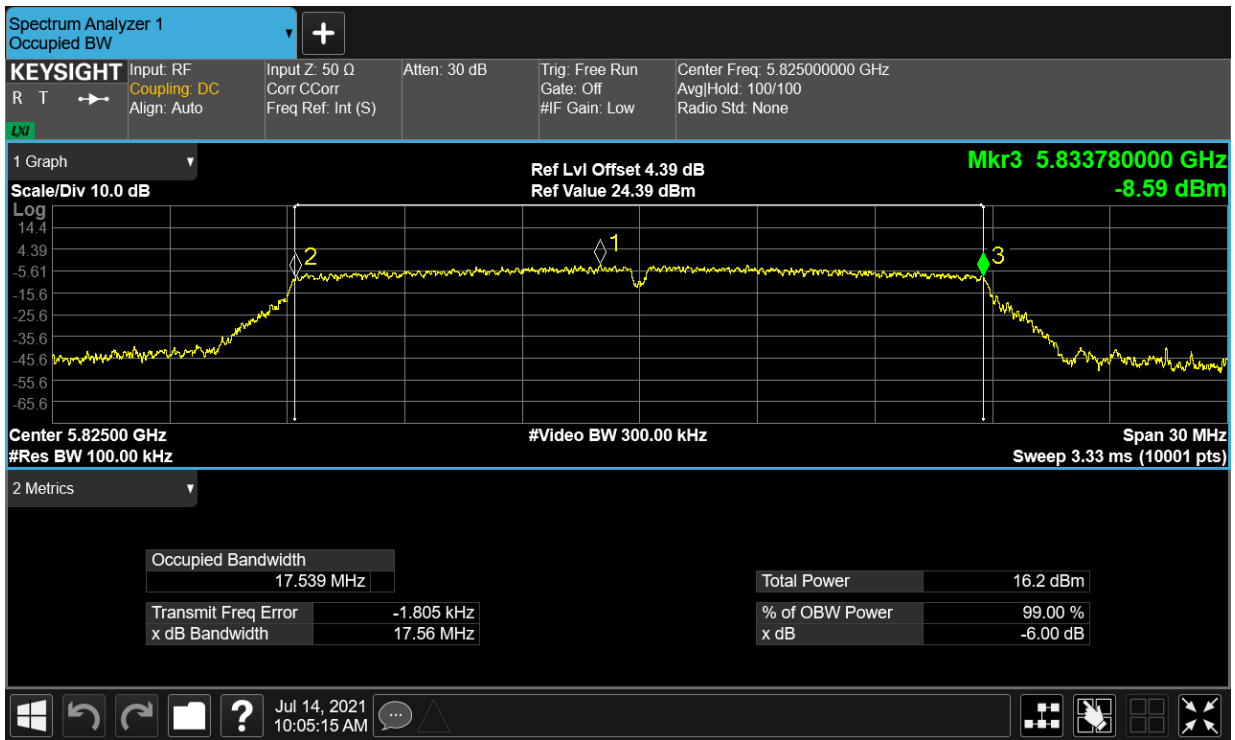 Spectrum Analyzer 1
Occupied BW
▼
+
KEYSIGHT
R T
LXI
Input: RF
Coupling: DC
Align: Auto
Input Z: 50 Ω
Corr CCorr
Freq Ref: Int (S)
Atten: 30 dB
Trig: Free Run
Gate: Off
#IF Gain: Low
Center Freq: 5.825000000 GHz
Avg|Hold: 100/100
Radio Std: None
1 Graph ▼
Scale/Div 10.0 dB
Ref Lvl Offset 4.39 dB
Ref Value 24.39 dBm
Mkr3 5.833780000 GHz
-8.59 dBm
Log
14.4
4.39
-5.61
-15.6
-25.6
-35.6
-45.6
-55.6
-65.6
2
1
3
Center 5.82500 GHz
#Res BW 100.00 kHz
#Video BW 300.00 kHz
Span 30 MHz
Sweep 3.33 ms (10001 pts)
2 Metrics ▼
Occupied Bandwidth
17.539 MHz
Transmit Freq Error -1.805 kHz
x dB Bandwidth 17.56 MHz
Total Power 16.2 dBm
% of OBW Power 99.00 %
x dB -6.00 dB
?
Jul 14, 2021
10:05:15 AM